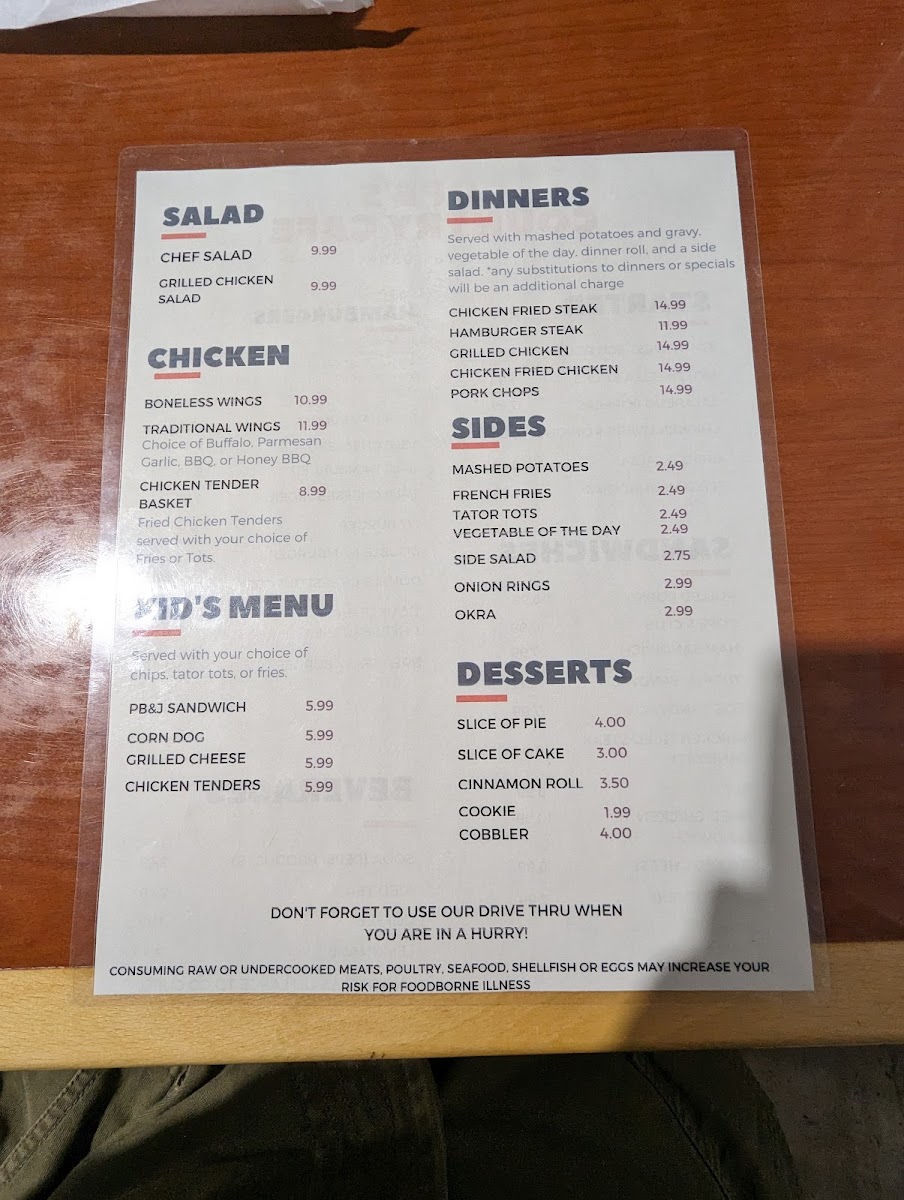 SALAD
CHEF SALAD 9.99
GRILLED CHICKEN 9.99
SALAD
CHICKEN
BONELESS WINGS 10.99
TRADITIONAL WINGS 11.99
Choice of Buffalo, Parmesan
Garlic, BBQ, or Honey BBQ
CHICKEN TENDER 8.99
BASKET
Fried Chicken Tenders
served with your choice of
Fries or Tots.
KID'S MENU
Served with your choice of
chips, tator tots, or fries.
PB&J SANDWICH 5.99
CORN DOG 5.99
GRILLED CHEESE 5.99
CHICKEN TENDERS 5.99
DINNERS
Served with mashed potatoes and gravy,
vegetable of the day, dinner roll, and a side
salad. *any substitutions to dinners or specials
will be an additional charge
CHICKEN FRIED STEAK 14.99
HAMBURGER STEAK 11.99
GRILLED CHICKEN 14.99
CHICKEN FRIED CHICKEN 14.99
PORK CHOPS 14.99
SIDES
MASHED POTATOES 2.49
FRENCH FRIES 2.49
TATOR TOTS 2.49
VEGETABLE OF THE DAY 2.49
SIDE SALAD 2.75
ONION RINGS 2.99
OKRA 2.99
DESSERTS
SLICE OF PIE 4.00
SLICE OF CAKE 3.00
CINNAMON ROLL 3.50
COOKIE 1.99
COBBLER 4.00
DON'T FORGET TO USE OUR DRIVE THRU WHEN
YOU ARE IN A HURRY!
CONSUMING RAW OR UNDERCOOKED MEATS, POULTRY, SEAFOOD, SHELLFISH OR EGGS MAY INCREASE YOUR
RISK FOR FOODBORNE ILLNESS